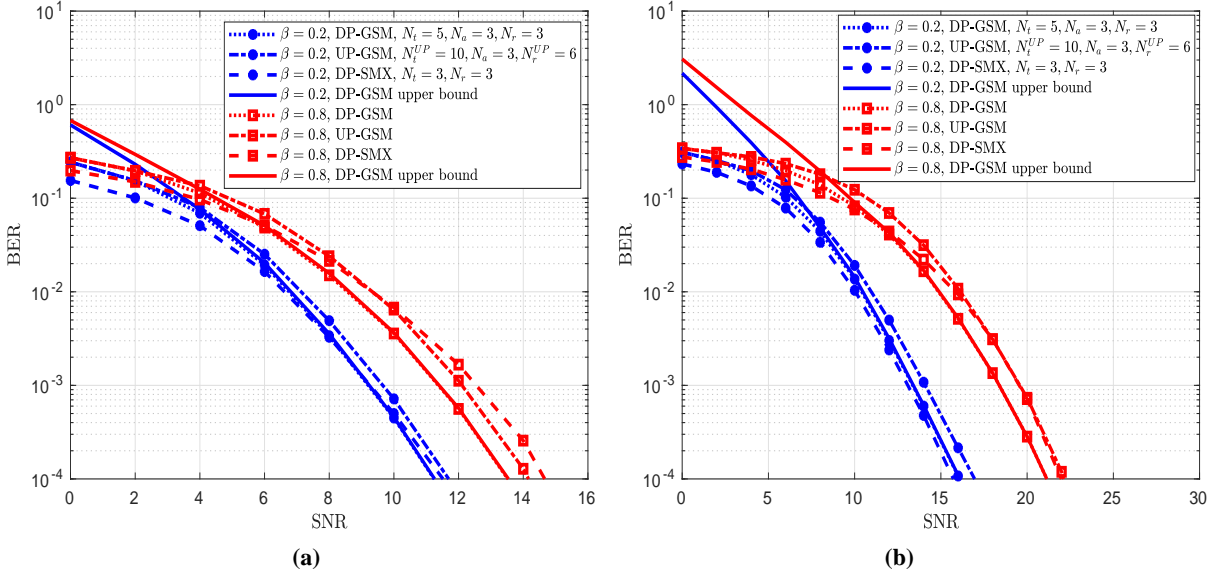 10^1
10^0
10^-1
10^-2
10^-3
10^-4
BER
0 2 4 6 8 10 12 14 16
SNR
β = 0.2, DP-GSM, N_t = 5, N_a = 3, N_r = 3
β = 0.2, UP-GSM, N_t^{UP} = 10, N_a = 3, N_r^{UP} = 6
β = 0.2, DP-SMX, N_t = 3, N_r = 3
β = 0.2, DP-GSM upper bound
β = 0.8, DP-GSM
β = 0.8, UP-GSM
β = 0.8, DP-SMX
β = 0.8, DP-GSM upper bound
(a)
10^1
10^0
10^-1
10^-2
10^-3
10^-4
BER
0 5 10 15 20 25 30
SNR
β = 0.2, DP-GSM, N_t = 5, N_a = 3, N_r = 3
β = 0.2, UP-GSM, N_t^{UP} = 10, N_a = 3, N_r^{UP} = 6
β = 0.2, DP-SMX, N_t = 3, N_r = 3
β = 0.2, DP-GSM upper bound
β = 0.8, DP-GSM
β = 0.8, UP-GSM
β = 0.8, DP-SMX
β = 0.8, DP-GSM upper bound
(b)